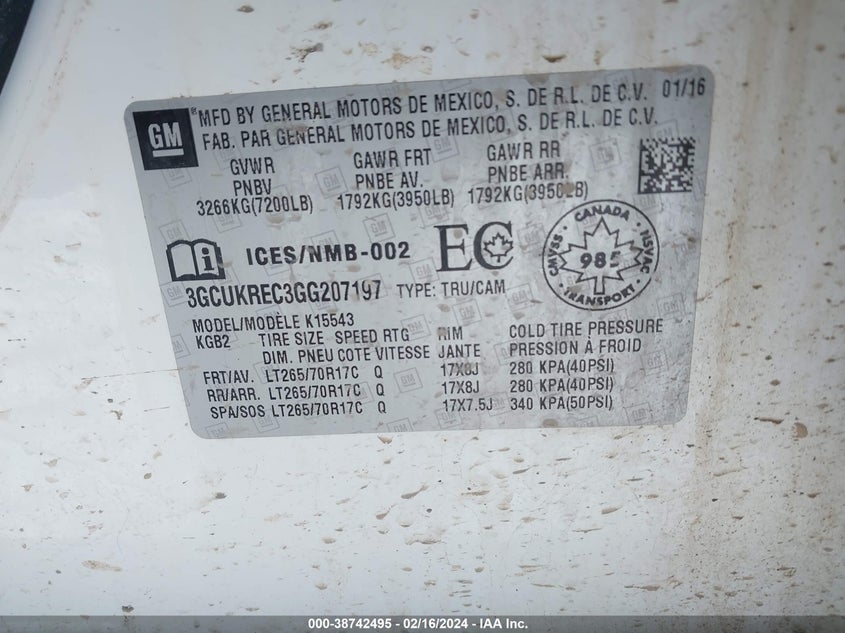 GM
®MFD BY GENERAL MOTORS DE MEXICO, S. DE R.L. DE C.V. 01/16
FAB. PAR GENERAL MOTORS DE MEXICO, S. DE R.L. DE C.V.
GVWR GAWR FRT GAWR RR
PNBV PNBE AV. PNBE ARR.
3266KG(7200LB) 1792KG(3950LB) 1792KG(3950LB)
i ICES/NMB-002 EC CANADA CMVSS 985 NSVAC TRANSPORT
3GCUKREC3GG207197 TYPE: TRU/CAM
MODEL/MODÈLE K15543
KGB2 TIRE SIZE SPEED RTG RIM COLD TIRE PRESSURE
DIM. PNEU COTE VITESSE JANTE PRESSION À FROID
FRT/AV. LT265/70R17C Q 17X8J 280 KPA(40PSI)
RR/ARR. LT265/70R17C Q 17X8J 280 KPA(40PSI)
SPA/SOS LT265/70R17C Q 17X7.5J 340 KPA(50PSI)
000-38742495 - 02/16/2024 - IAA Inc.